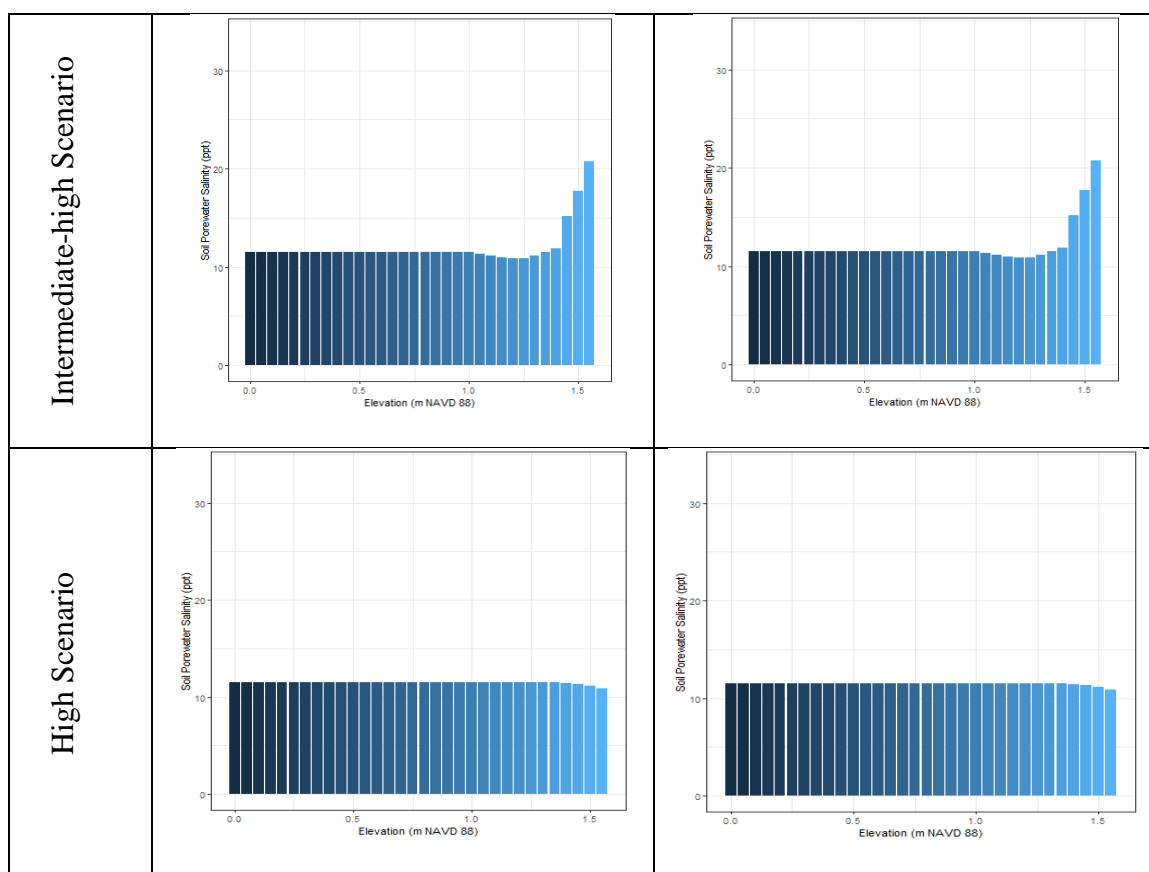 Intermediate-high Scenario
Soil Porewater Salinity (ppt)
30
20
10
0
0.0 0.5 1.0 1.5
Elevation (m NAVD 88)
Soil Porewater Salinity (ppt)
30
20
10
0
0.0 0.5 1.0 1.5
Elevation (m NAVD 88)
High Scenario
Soil Porewater Salinity (ppt)
30
20
10
0
0.0 0.5 1.0 1.5
Elevation (m NAVD 88)
Soil Porewater Salinity (ppt)
30
20
10
0
0.0 0.5 1.0 1.5
Elevation (m NAVD 88)